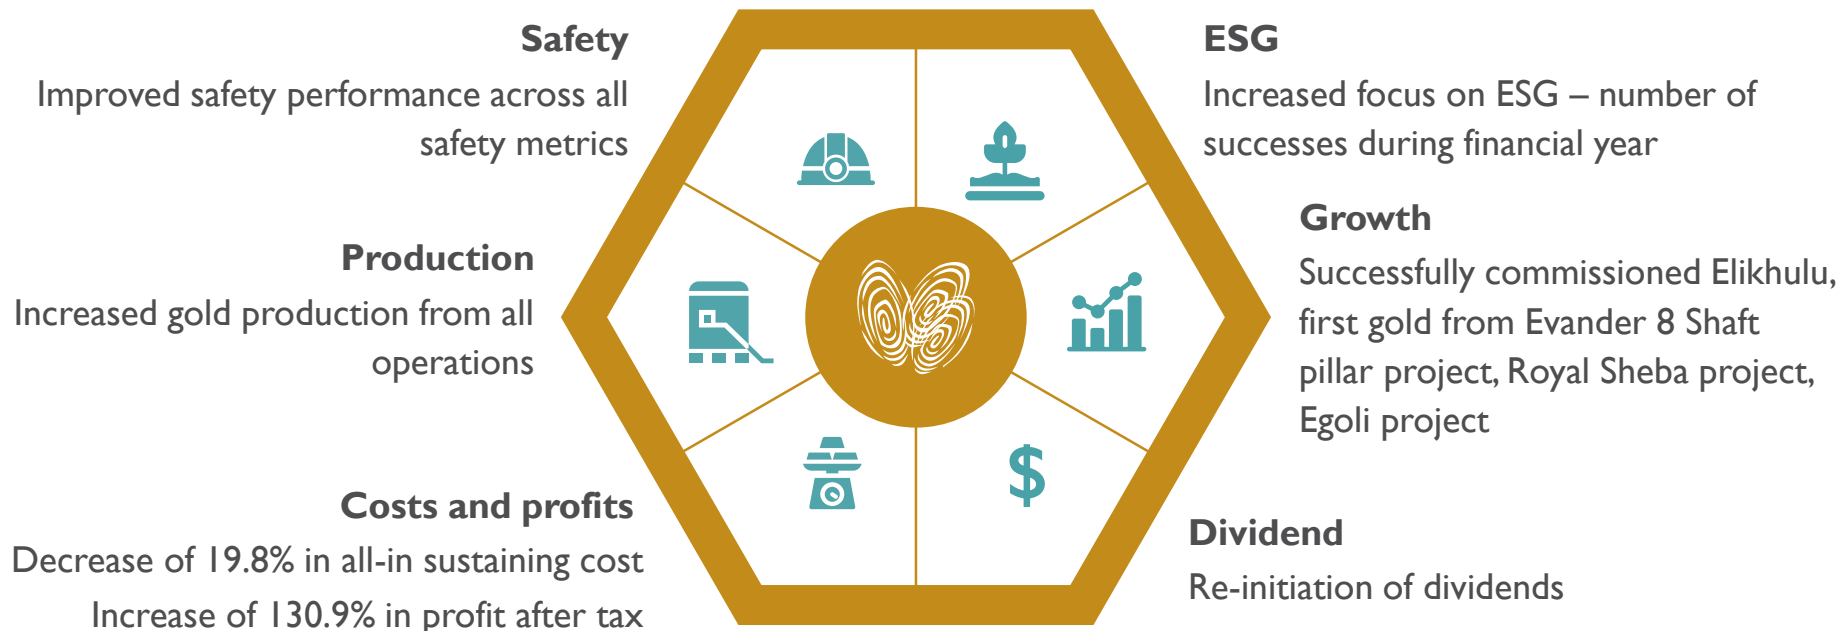 Safety
Improved safety performance across all
safety metrics
Production
Increased gold production from all
operations
Costs and profits
Decrease of 19.8% in all-in sustaining cost
Increase of 130.9% in profit after tax
ESG
Increased focus on ESG – number of
successes during financial year
Growth
Successfully commissioned Elikhulu,
first gold from Evander 8 Shaft
pillar project, Royal Sheba project,
Egoli project
$
Dividend
Re-initiation of dividends